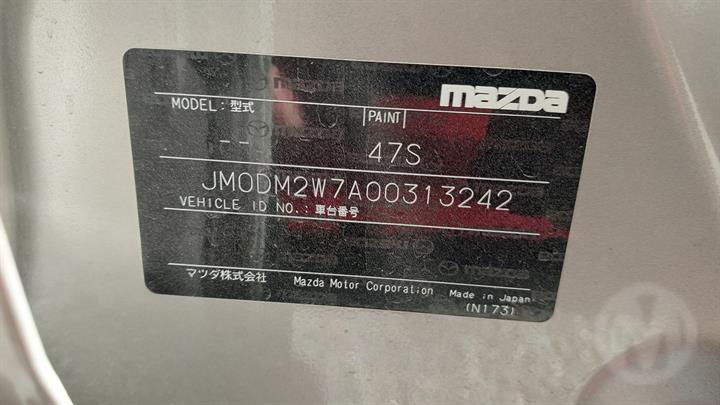 mazda
MODEL : 型式
PAINT
-- 47S
JM0DM2W7A00313242
VEHICLE ID NO. : 車台番号
マツダ株式会社 Mazda Motor Corporation Made in Japan
(N173)